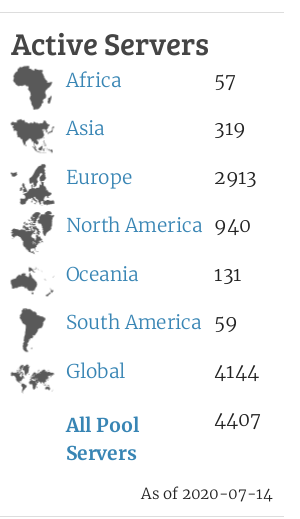 Active Servers
Africa 57
Asia 319
Europe 2913
North America 940
Oceania 131
South America 59
Global 4144
All Pool 4407
Servers
As of 2020-07-14